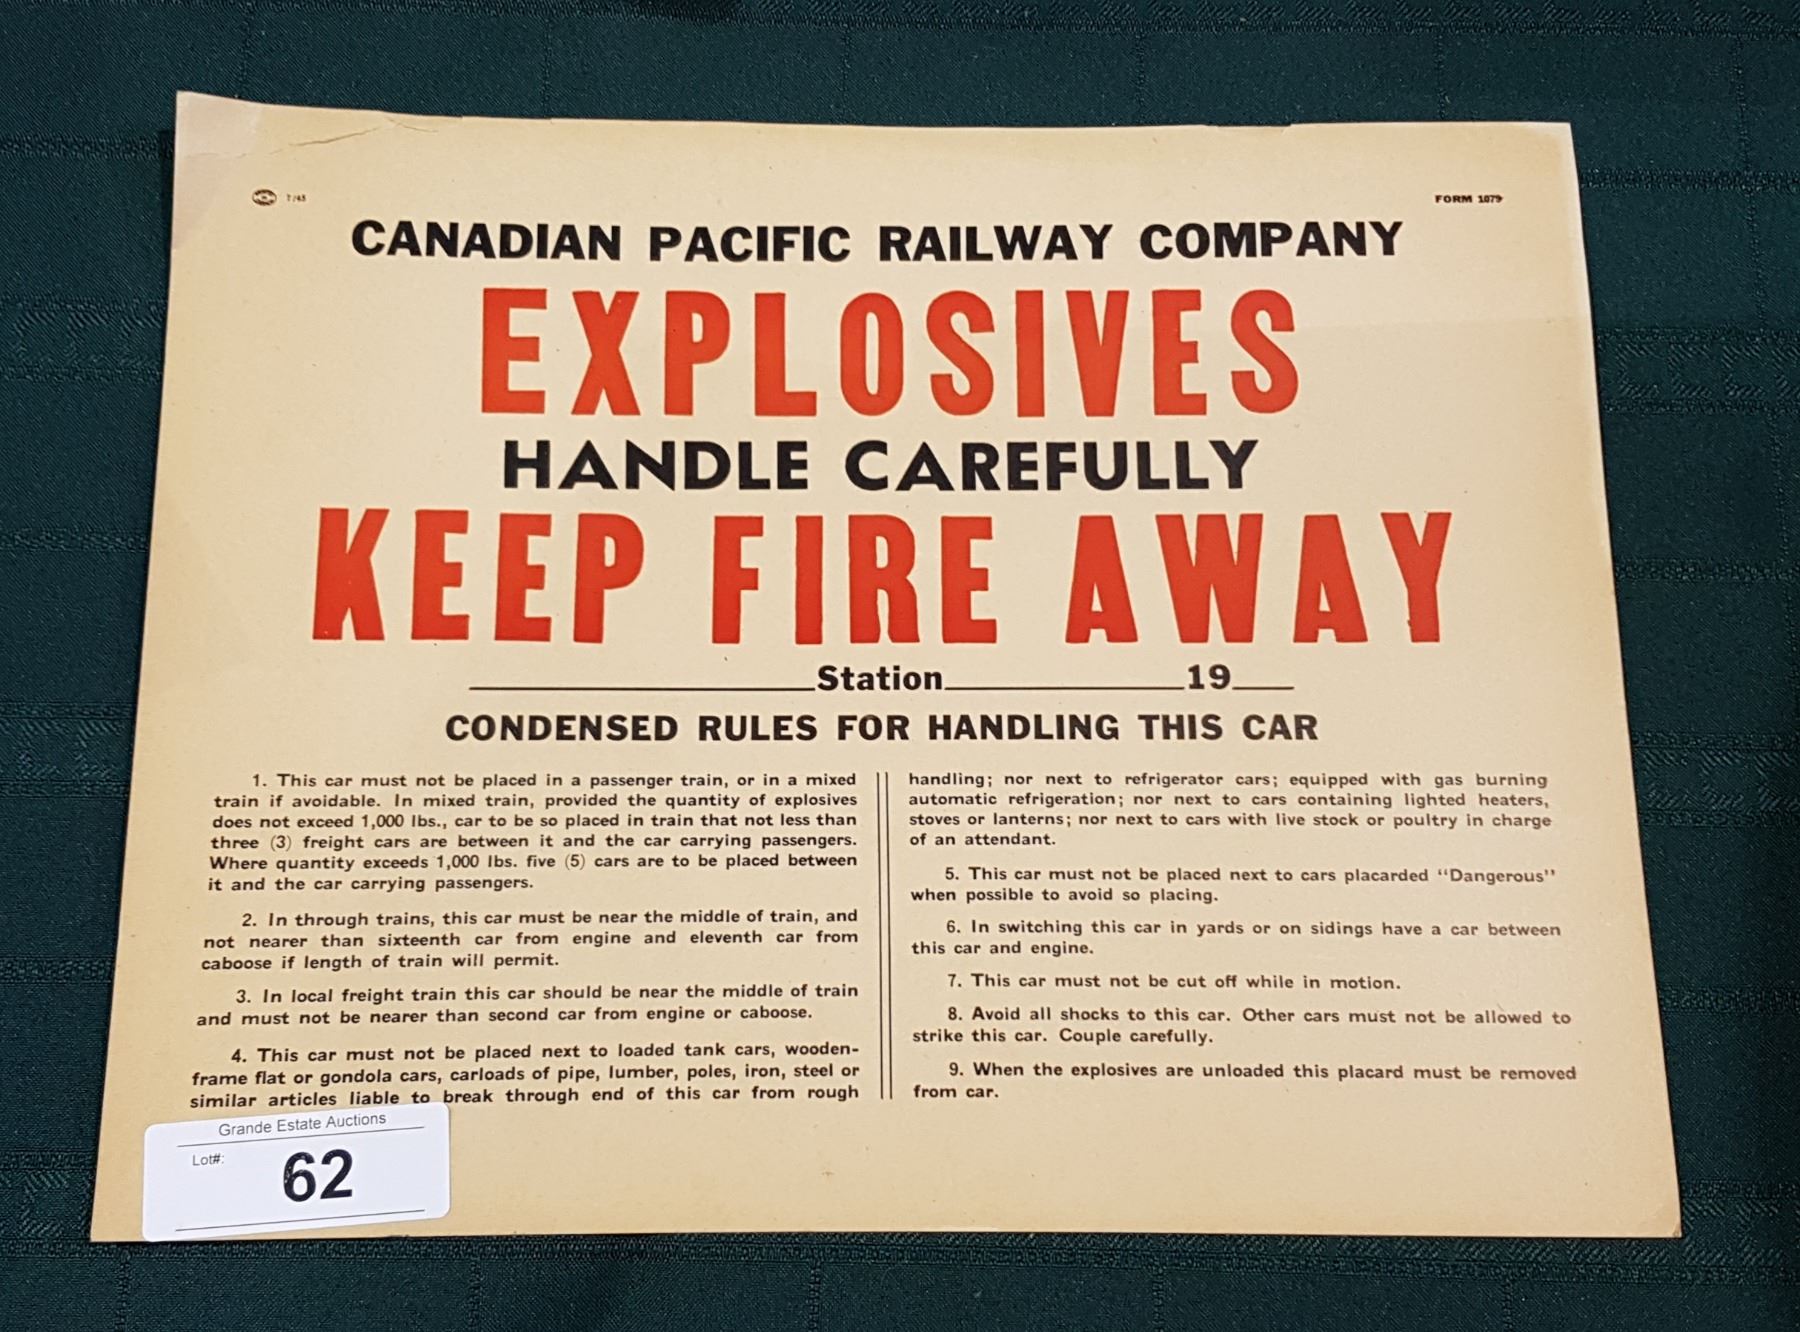 7/45
FORM 1079
CANADIAN PACIFIC RAILWAY COMPANY
EXPLOSIVES
HANDLE CAREFULLY
KEEP FIRE AWAY
Station 19
CONDENSED RULES FOR HANDLING THIS CAR
1. This car must not be placed in a passenger train, or in a mixed
train if avoidable. In mixed train, provided the quantity of explosives
does not exceed 1,000 lbs., car to be so placed in train that not less than
three (3) freight cars are between it and the car carrying passengers.
Where quantity exceeds 1,000 lbs. five (5) cars are to be placed between
it and the car carrying passengers.
2. In through trains, this car must be near the middle of train, and
not nearer than sixteenth car from engine and eleventh car from
caboose if length of train will permit.
3. In local freight train this car should be near the middle of train
and must not be nearer than second car from engine or caboose.
4. This car must not be placed next to loaded tank cars, wooden-
frame flat or gondola cars, carloads of pipe, lumber, poles, iron, steel or
similar articles liable to break through end of this car from rough
handling; nor next to refrigerator cars; equipped with gas burning
automatic refrigeration; nor next to cars containing lighted heaters,
stoves or lanterns; nor next to cars with live stock or poultry in charge
of an attendant.
5. This car must not be placed next to cars placarded "Dangerous"
when possible to avoid so placing.
6. In switching this car in yards or on sidings have a car between
this car and engine.
7. This car must not be cut off while in motion.
8. Avoid all shocks to this car. Other cars must not be allowed to
strike this car. Couple carefully.
9. When the explosives are unloaded this placard must be removed
from car.
Grande Estate Auctions
Lot#: 62